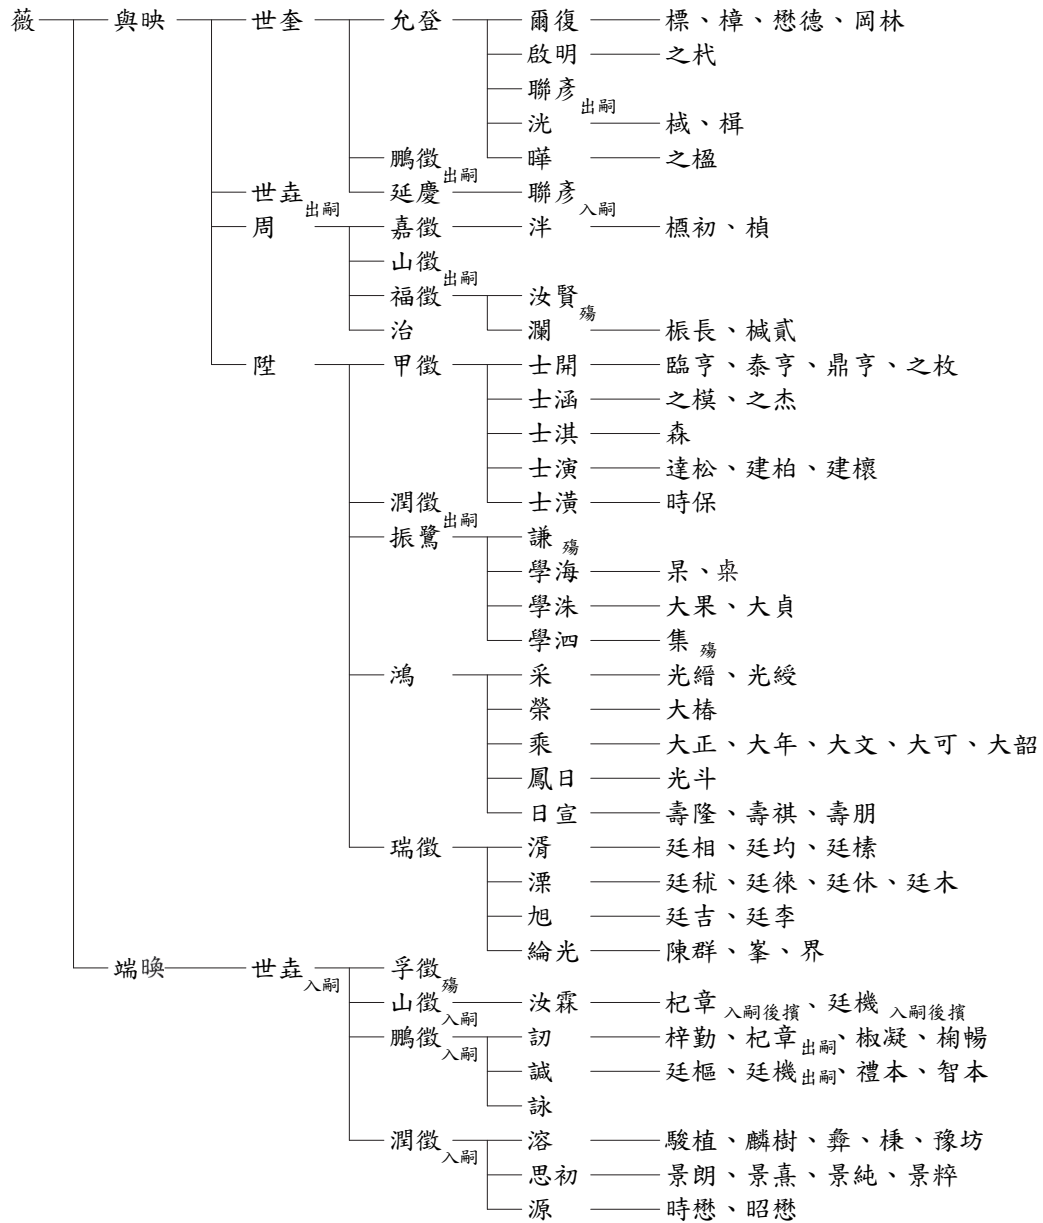 薇 與映 世奎 允登 爾復 標、樟、懋德、岡林
啟明 之杙
聯彥出嗣
洸 棫、楫
鵬徵出嗣 曄 之楹
世垚出嗣 延慶 聯彥入嗣
周 嘉徵 泮 檟初、楨
山徵出嗣
福徵 汝賢殤
治 瀾 桭長、椷貳
陞 甲徵 士開 臨亨、泰亨、鼎亨、之枚
士涵 之模、之杰
士淇 森
士演 達松、建柏、建櫰
潤徵出嗣 士潢 時保
振鷺 謙殤
學海 杲、桌
學洙 大果、大貞
學泗 集殤
鴻 采 光縉、光綬
榮 大椿
乘 大正、大年、大文、大可、大韶
鳳日 光斗
日宣 壽隆、壽祺、壽朋
瑞徵 湑 廷相、廷圴、廷榡
溧 廷秫、廷徠、廷休、廷木
旭 廷吉、廷李
綸光 陳群、峯、界
端㬇 世垚入嗣 孚徵殤
山徵入嗣 汝霖 杞章入嗣後擯、廷機入嗣後擯
鵬徵入嗣 訒 梓勤、杞章出嗣、椒凝、椈暢
誠 廷樞、廷機出嗣、禮本、智本
詠
潤徵入嗣 溶 駿植、麟樹、彝、棅、豫坊
思初 景朗、景熹、景純、景粹
源 時懋、昭懋